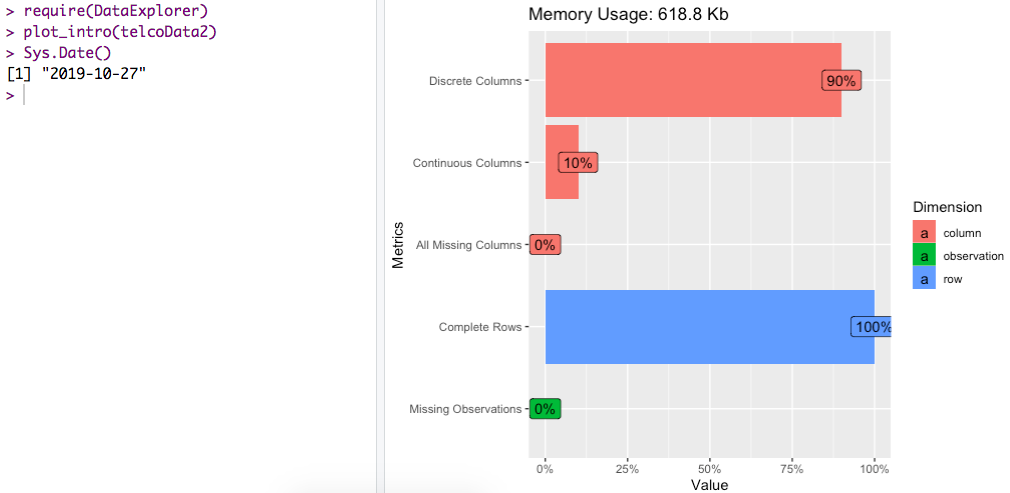 > require(DataExplorer)
> plot_intro(telcoData2)
> Sys.Date()
[1] "2019-10-27"
>
Memory Usage: 618.8 Kb
Metrics
Discrete Columns
90%
Continuous Columns
10%
All Missing Columns
0%
Complete Rows
100%
Missing Observations
0%
0%
25%
50%
75%
100%
Value
Dimension
a column
a observation
a row